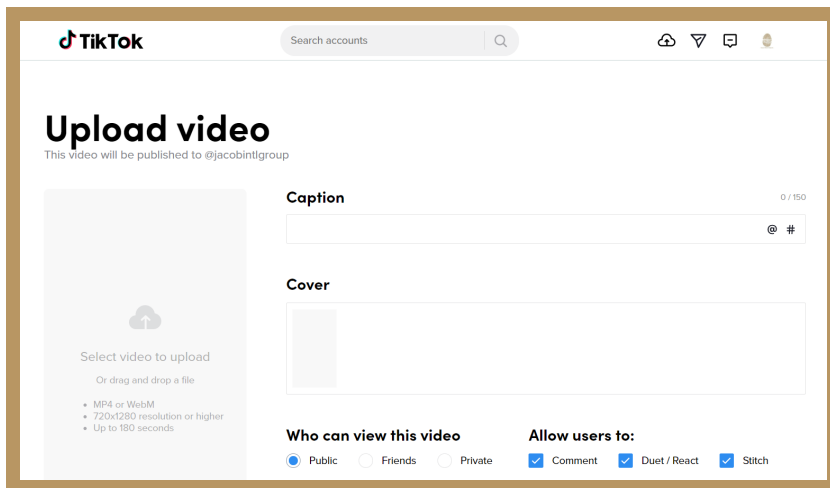 TikTok
Search accounts
Upload video
This video will be published to @jacobintlgroup
Caption
0 / 150
@ #
Cover
Select video to upload
Or drag and drop a file
• MP4 or WebM
• 720x1280 resolution or higher
• Up to 180 seconds
Who can view this video
Public Friends Private
Allow users to:
Comment Duet / React Stitch